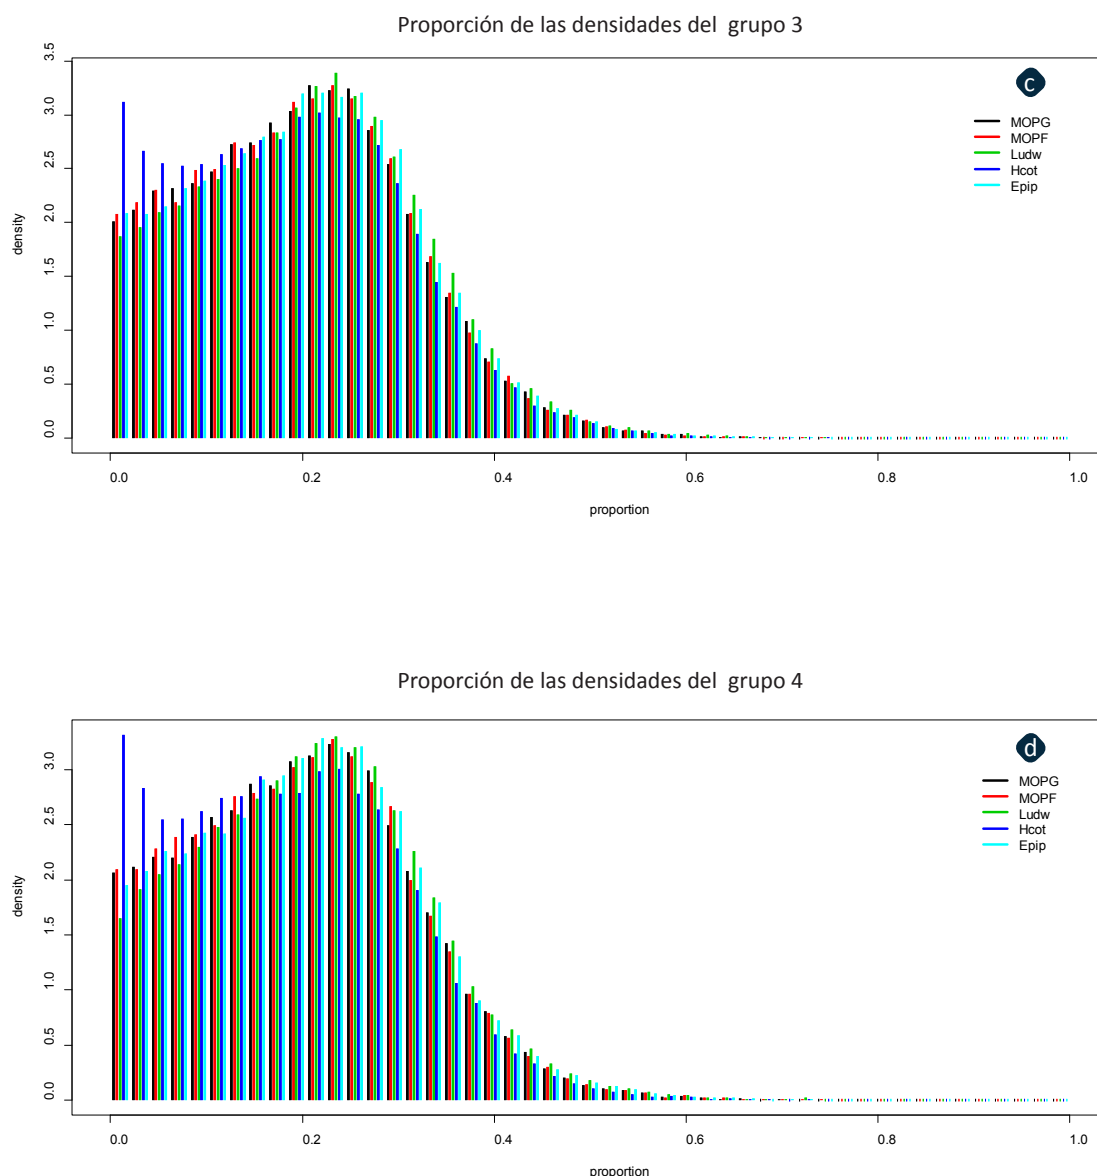 Proporción de las densidades del grupo 3
3.5
3.0
2.5
2.0
1.5
1.0
0.5
0.0
density
c
MOPG
MOPF
Ludw
Hcot
Epip
0.0 0.2 0.4 0.6 0.8 1.0
proportion
Proporción de las densidades del grupo 4
3.0
2.5
2.0
1.5
1.0
0.5
0.0
density
d
MOPG
MOPF
Ludw
Hcot
Epip
0.0 0.2 0.4 0.6 0.8 1.0
proportion